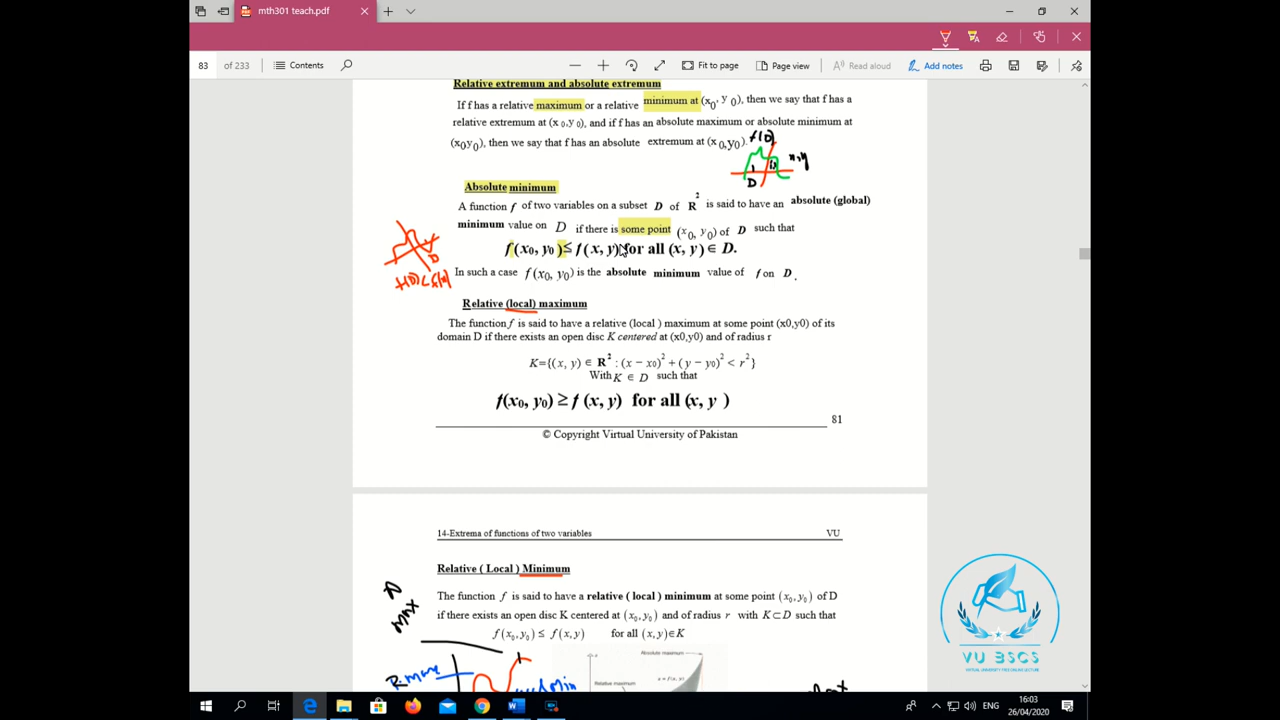 mth301 teach.pdf
83 of 233 Contents Fit to page Page view Read aloud Add notes
Relative extremum and absolute extremum
If f has a relative maximum or a relative minimum at (x0, y 0), then we say that f has a
relative extremum at (x 0,y 0), and if f has an absolute maximum or absolute minimum at
(x0y0), then we say that f has an absolute extremum at (x 0,y0).
f(D)
x,y
D
Absolute minimum
A function f of two variables on a subset D of R2 is said to have an absolute (global)
minimum value on D if there is some point (x0, y0) of D such that
f(x0, y0)≤ f(x, y) for all (x, y) ∈ D.
In such a case f(x0, y0) is the absolute minimum value of f on D.
D
Relative (local) maximum
The function f is said to have a relative (local ) maximum at some point (x0,y0) of its
domain D if there exists an open disc K centered at (x0,y0) and of radius r
K={(x, y) ∈ R2 : (x − x0)2 + (y − y0)2 < r2}
With K ∈ D such that
f(x0, y0) ≥ f (x, y) for all (x, y )
81
© Copyright Virtual University of Pakistan
14-Extrema of functions of two variables VU
Relative ( Local ) Minimum
The function f is said to have a relative ( local ) minimum at some point (x0, y0) of D
if there exists an open disc K centered at (x0, y0) and of radius r with K⊂D such that
f(x0, y0) ≤ f(x, y) for all (x,y)∈K
Absolute maximum
z = f(x, y)
Relative maximum
VU BSCS
ENG
16:03
26/04/2020